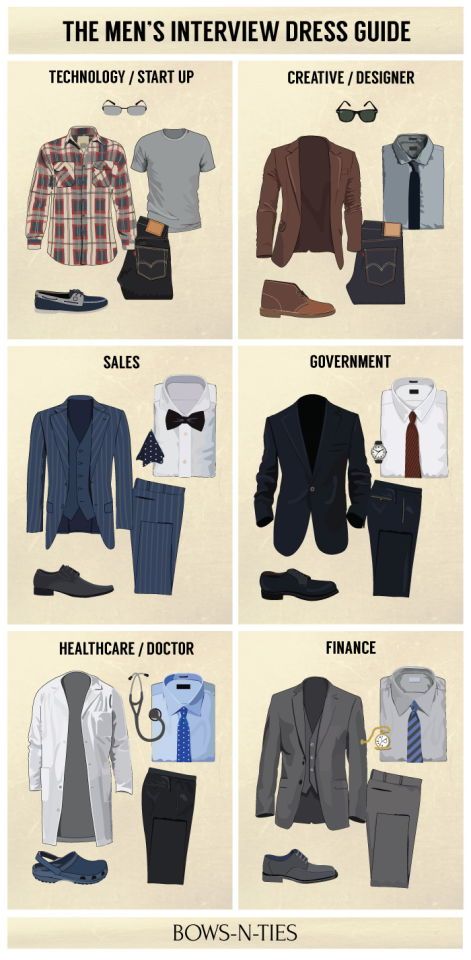 THE MEN'S INTERVIEW DRESS GUIDE
TECHNOLOGY / START UP
CREATIVE / DESIGNER
SALES
GOVERNMENT
HEALTHCARE / DOCTOR
FINANCE
BOWS-N-TIES